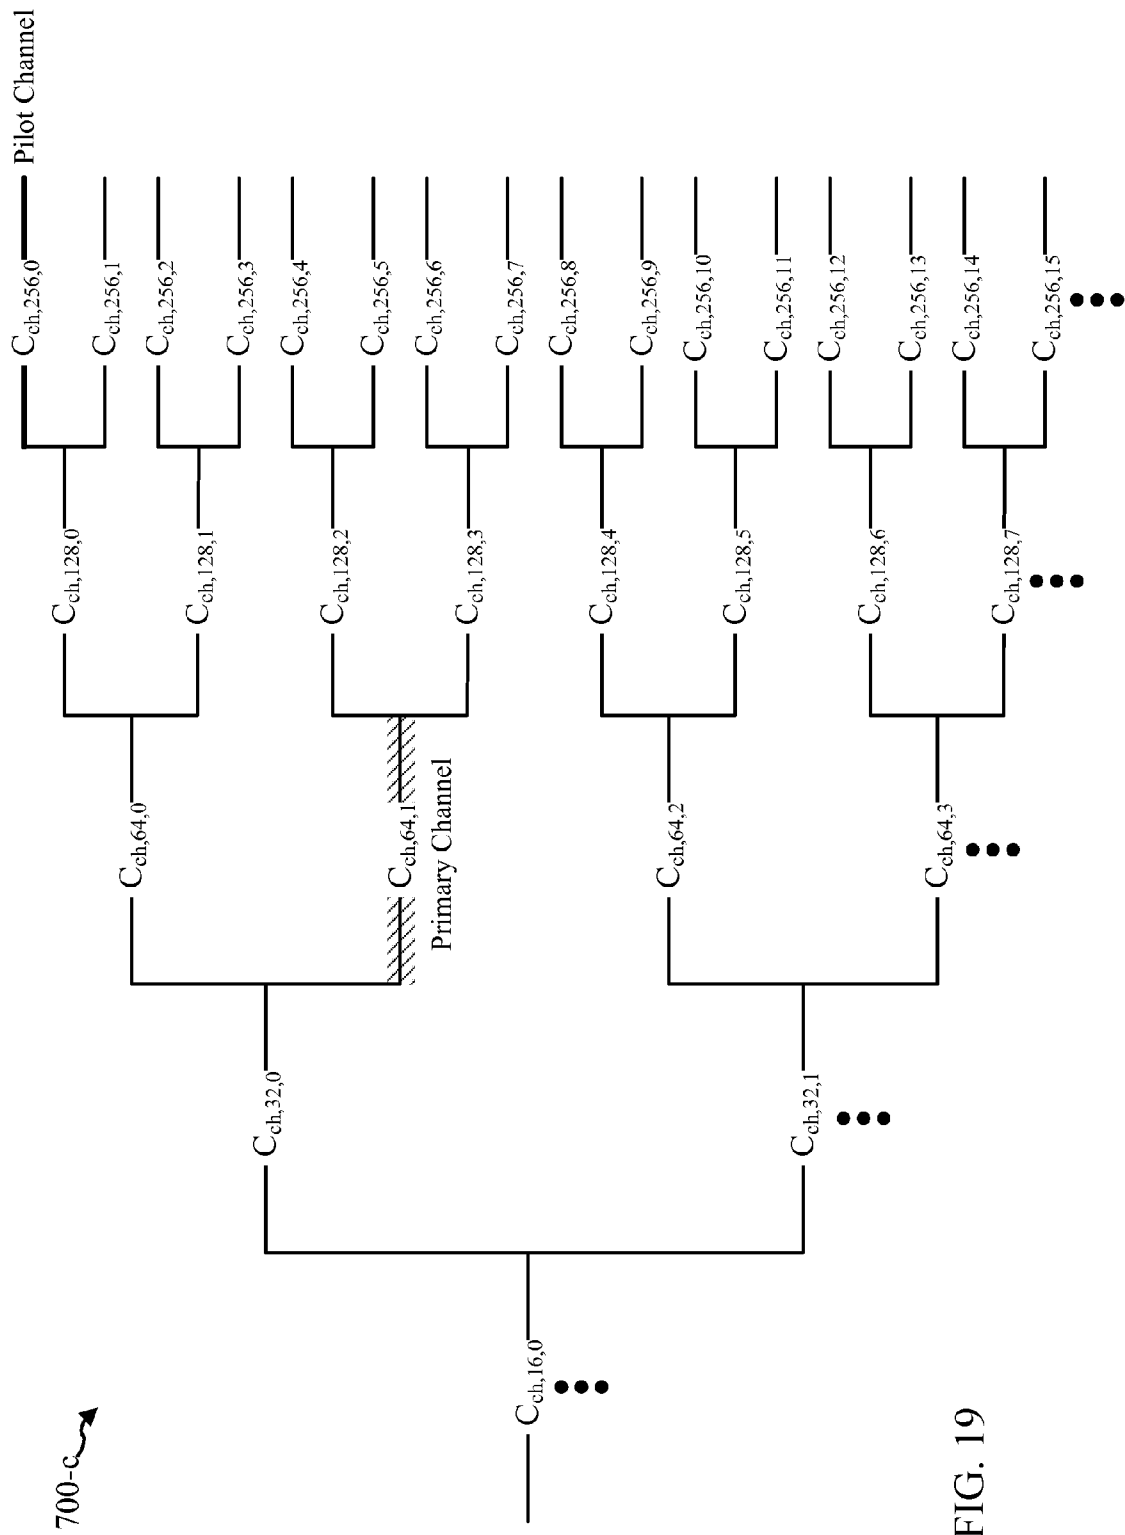 700-c
C_ch,16,0
C_ch,32,0
C_ch,32,1
C_ch,64,0
C_ch,64,1
Primary Channel
C_ch,64,2
C_ch,64,3
C_ch,128,0
C_ch,128,1
C_ch,128,2
C_ch,128,3
C_ch,128,4
C_ch,128,5
C_ch,128,6
C_ch,128,7
C_ch,256,0
Pilot Channel
C_ch,256,1
C_ch,256,2
C_ch,256,3
C_ch,256,4
C_ch,256,5
C_ch,256,6
C_ch,256,7
C_ch,256,8
C_ch,256,9
C_ch,256,10
C_ch,256,11
C_ch,256,12
C_ch,256,13
C_ch,256,14
C_ch,256,15
FIG. 19